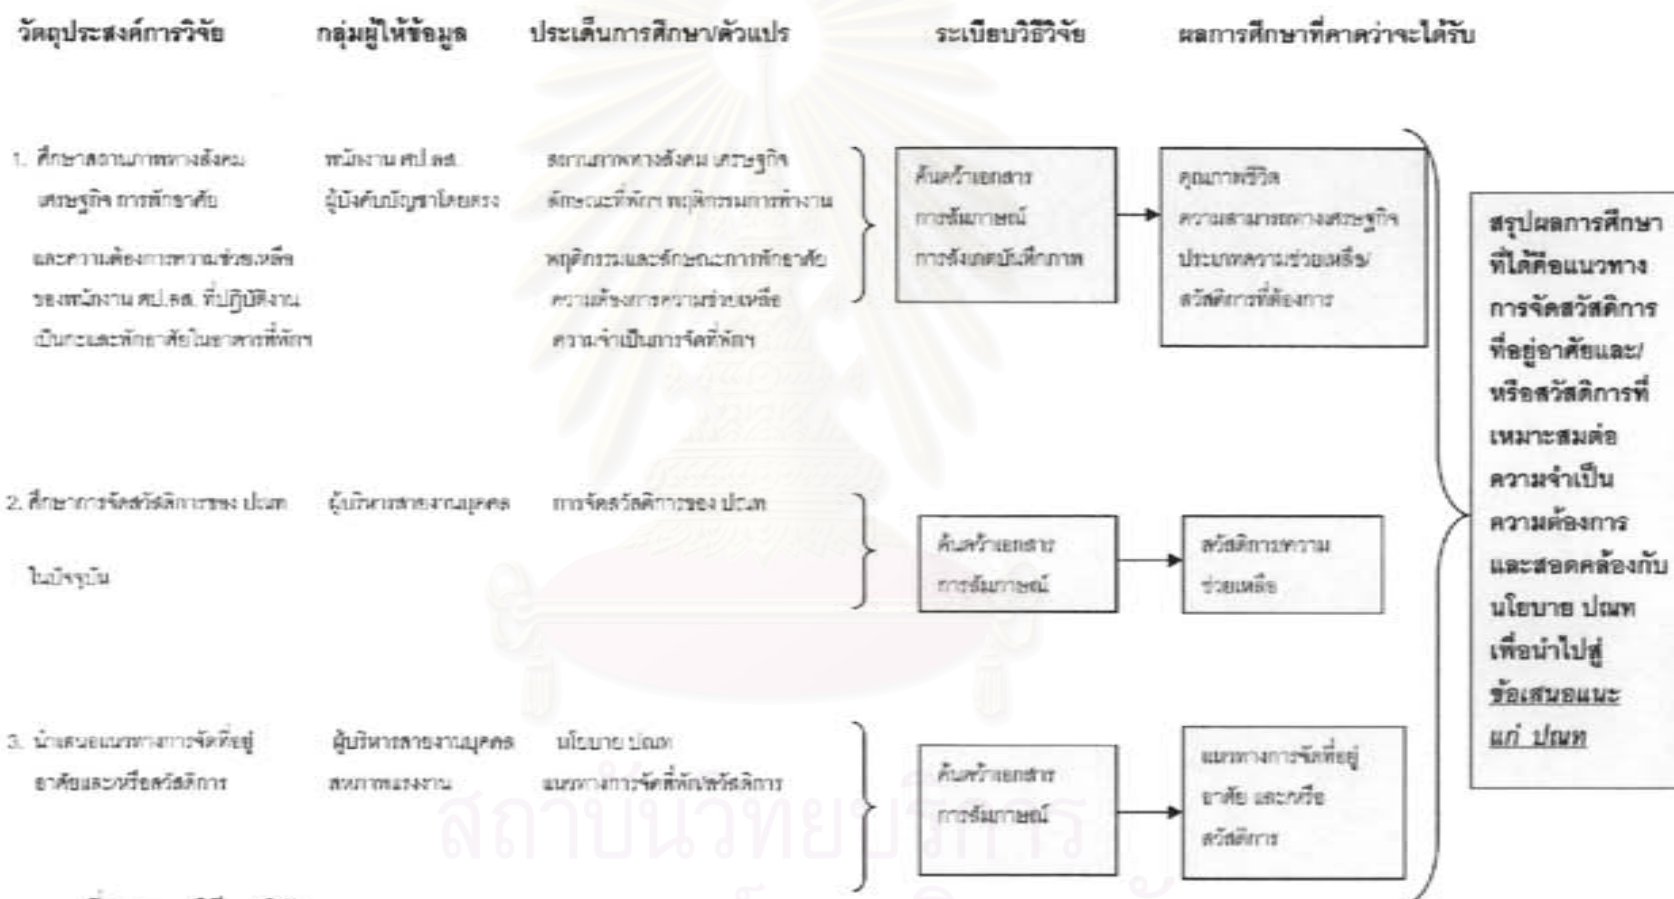 วัตถุประสงค์การวิจัย กลุ่มผู้ให้ข้อมูล ประเด็นการศึกษา/ตัวแปร ระเบียบวิธีวิจัย ผลการศึกษาที่คาดว่าจะได้รับ
1. ศึกษาสถานภาพทางสังคม
เศรษฐกิจ การพักอาศัย
และความต้องการความช่วยเหลือ
ของพนักงาน ศป.ลส. ที่ปฏิบัติงาน
เป็นกะและพักอาศัยในอาคารที่พักฯ
พนักงาน ศป.ลส.
ผู้บังคับบัญชาโดยตรง
สถานภาพทางสังคม เศรษฐกิจ
ลักษณะที่พักฯ พฤติกรรมการทำงาน
พฤติกรรมและลักษณะการพักอาศัย
ความต้องการความช่วยเหลือ
ความจำเป็นการจัดที่พักฯ
ค้นคว้าเอกสาร
การสัมภาษณ์
การสังเกตบันทึกภาพ
คุณภาพชีวิต
ความสามารถทางเศรษฐกิจ
ประเภทความช่วยเหลือ/
สวัสดิการที่ต้องการ
2. ศึกษาการจัดสวัสดิการของ ปณท
ในปัจจุบัน
ผู้บริหารสายงานบุคคล
การจัดสวัสดิการของ ปณท
ค้นคว้าเอกสาร
การสัมภาษณ์
สวัสดิการความ
ช่วยเหลือ
3. นำเสนอแนวทางการจัดที่อยู่
อาศัยและ/หรือสวัสดิการ
ผู้บริหารสายงานบุคคล
สหภาพแรงงาน
นโยบาย ปณท
แนวทางการจัดที่พัก/สวัสดิการ
ค้นคว้าเอกสาร
การสัมภาษณ์
แนวทางการจัดที่อยู่
อาศัย และ/หรือ
สวัสดิการ
สรุปผลการศึกษา
ที่ได้คือแนวทาง
การจัดสวัสดิการ
ที่อยู่อาศัยและ/
หรือสวัสดิการที่
เหมาะสมต่อ
ความจำเป็น
ความต้องการ
และสอดคล้องกับ
นโยบาย ปณท
เพื่อนำไปสู่
ข้อเสนอแนะ
แก่ ปณท
สถาบันวิทยบริการ